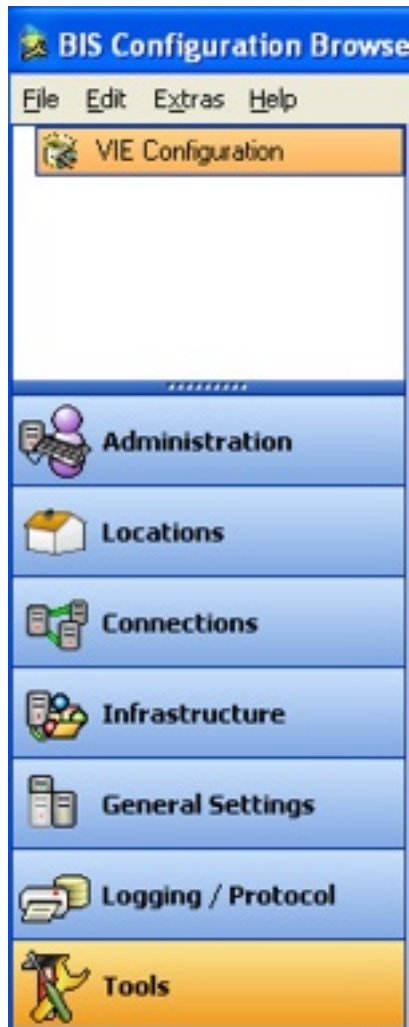 BIS Configuration Browse
File Edit Extras Help
VIE Configuration
Administration
Locations
Connections
Infrastructure
General Settings
Logging / Protocol
Tools